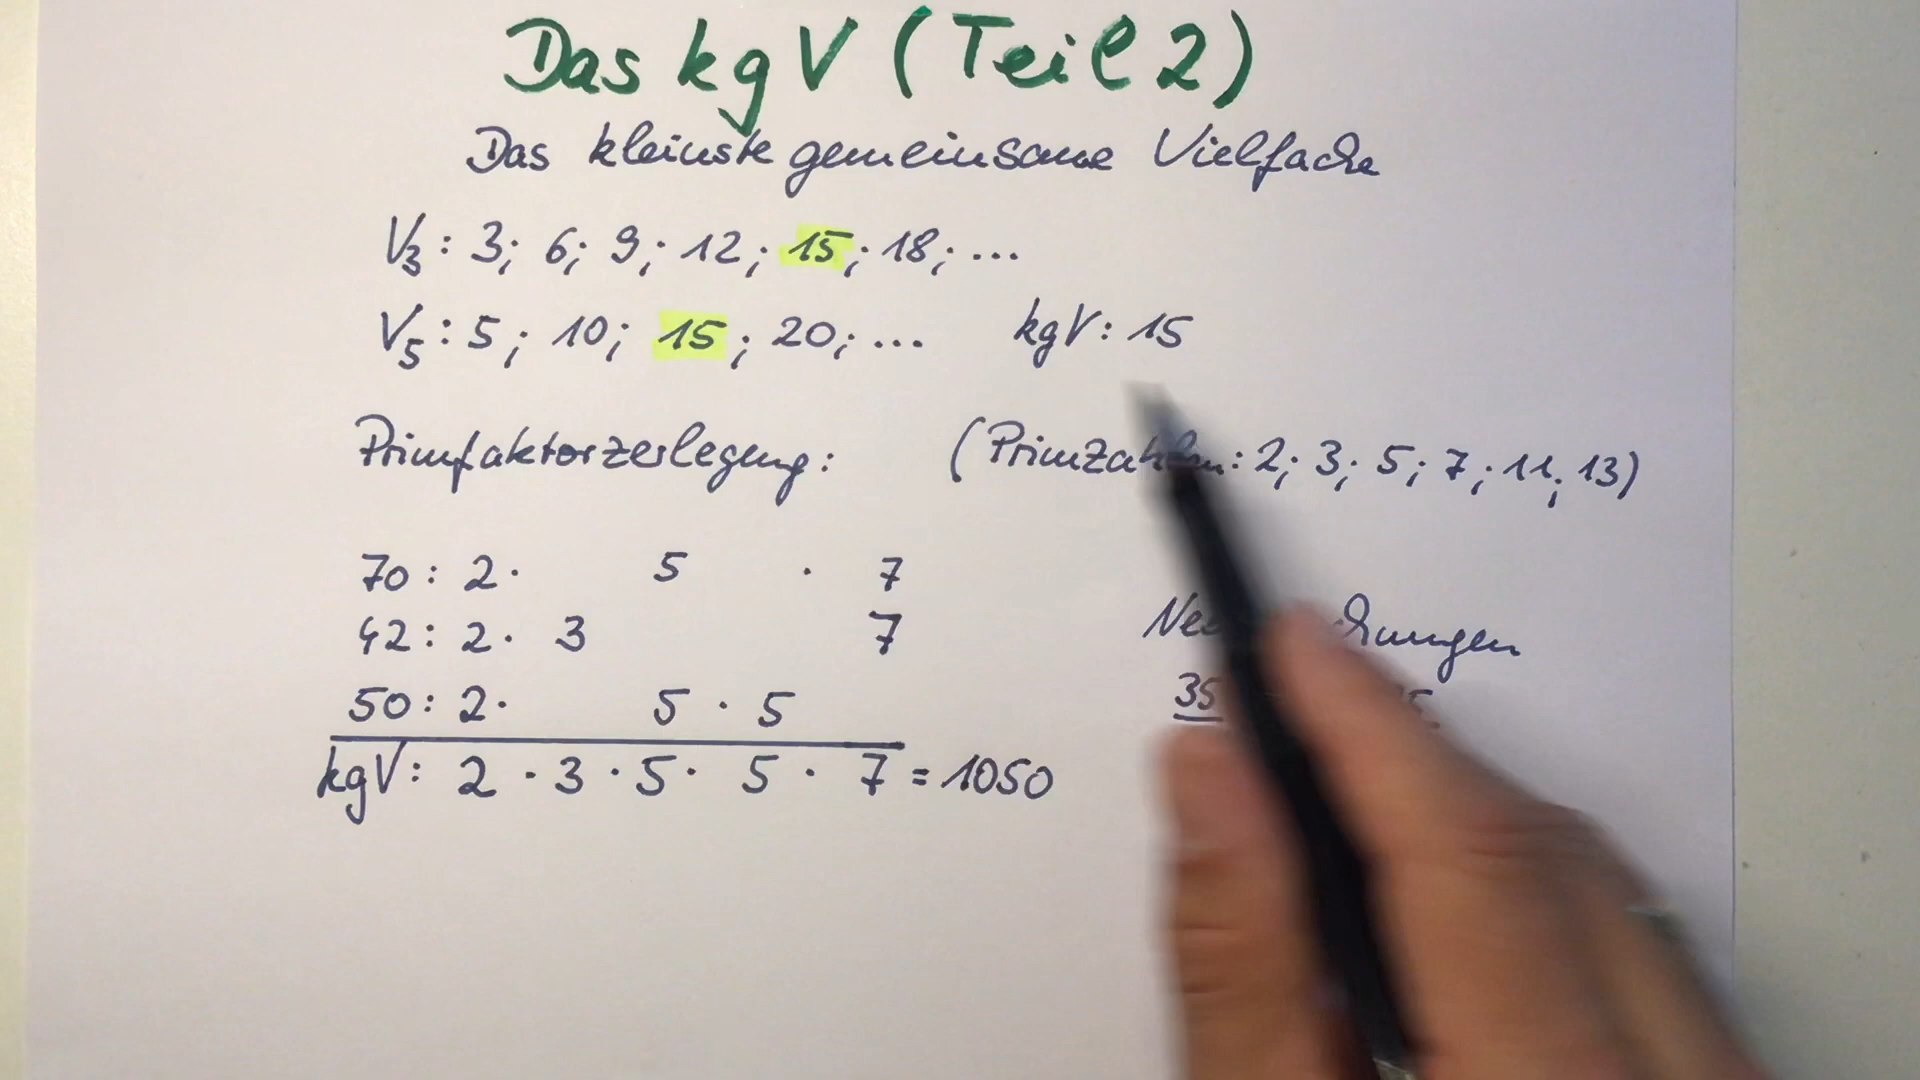 Das kgV (Teil 2)
Das kleinste gemeinsame Vielfache
V3: 3; 6; 9; 12; 15; 18; ...
V5: 5; 10; 15; 20; ... kgV: 15
Primfaktorzerlegung: (Primzahlen: 2; 3; 5; 7; 11; 13)
70: 2 · 5 · 7
42: 2 · 3 7
50: 2 · 5 · 5
kgV: 2 · 3 · 5 · 5 · 7 = 1050
35